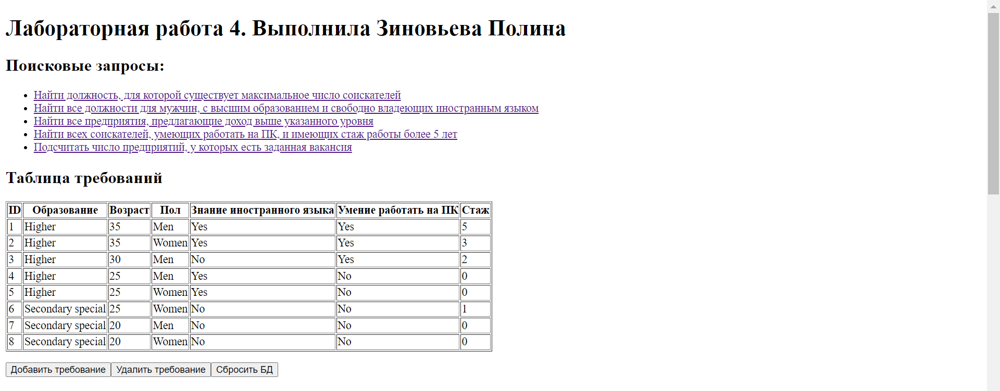 Лабораторная работа 4. Выполнила Зиновьева Полина
Поисковые запросы:
Найти должность, для которой существует максимальное число соискателей
Найти все должности для мужчин, с высшим образованием и свободно владеющих иностранным языком
Найти все предприятия, предлагающие доход выше указанного уровня
Найти всех соискателей, умеющих работать на ПК, и имеющих стаж работы более 5 лет
Подсчитать число предприятий, у которых есть заданная вакансия
Таблица требований
ID Образование Возраст Пол Знание иностранного языка Умение работать на ПК Стаж
1 Higher 35 Men Yes Yes 5
2 Higher 35 Women Yes Yes 3
3 Higher 30 Men No Yes 2
4 Higher 25 Men Yes No 0
5 Higher 25 Women Yes No 0
6 Secondary special 25 Women No No 1
7 Secondary special 20 Men No No 0
8 Secondary special 20 Women No No 0
Добавить требование Удалить требование Сбросить БД